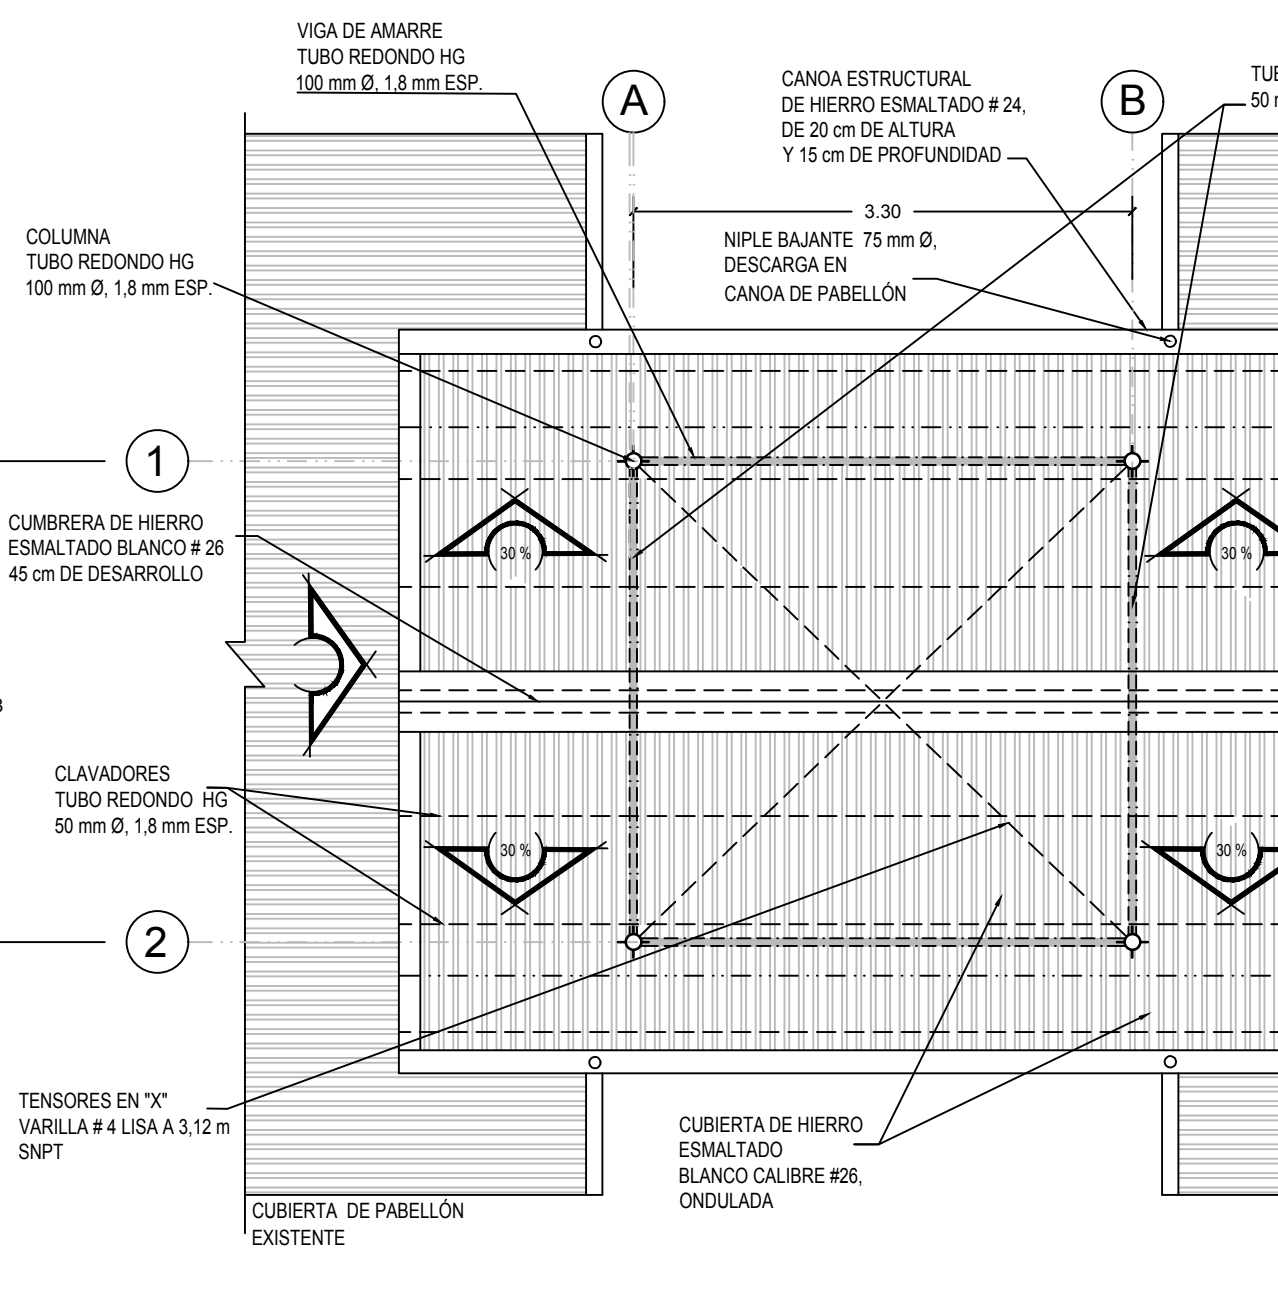 VIGA DE AMARRE
TUBO REDONDO HG
100 mm Ø, 1,8 mm ESP.
A
CANOA ESTRUCTURAL
DE HIERRO ESMALTADO # 24,
DE 20 cm DE ALTURA
Y 15 cm DE PROFUNDIDAD
B
50
3.30
NIPLE BAJANTE 75 mm Ø,
DESCARGA EN
CANOA DE PABELLÓN
COLUMNA
TUBO REDONDO HG
100 mm Ø, 1,8 mm ESP.
1
CUMBRERA DE HIERRO
ESMALTADO BLANCO # 26
45 cm DE DESARROLLO
30 %
30 %
CLAVADORES
TUBO REDONDO HG
50 mm Ø, 1,8 mm ESP.
30 %
30 %
2
TENSORES EN "X"
VARILLA # 4 LISA A 3,12 m
SNPT
CUBIERTA DE HIERRO
ESMALTADO
BLANCO CALIBRE #26,
ONDULADA
CUBIERTA DE PABELLÓN
EXISTENTE